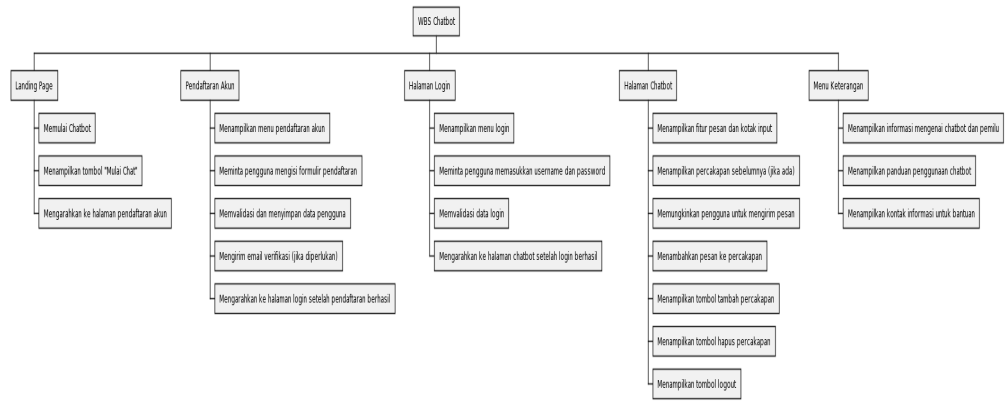 WBS Chatbot
Landing Page
Memulai Chatbot
Menampilkan tombol "Mulai Chat"
Mengarahkan ke halaman pendaftaran akun
Pendaftaran Akun
Menampilkan menu pendaftaran akun
Meminta pengguna mengisi formulir pendaftaran
Memvalidasi dan menyimpan data pengguna
Mengirim email verifikasi (jika diperlukan)
Mengarahkan ke halaman login setelah pendaftaran berhasil
Halaman Login
Menampilkan menu login
Meminta pengguna memasukkan username dan password
Memvalidasi data login
Mengarahkan ke halaman chatbot setelah login berhasil
Halaman Chatbot
Menampilkan fitur pesan dan kotak input
Menampilkan percakapan sebelumnya (jika ada)
Memungkinkan pengguna untuk mengirim pesan
Menambahkan pesan ke percakapan
Menampilkan tombol tambah percakapan
Menampilkan tombol hapus percakapan
Menampilkan tombol logout
Menu Keterangan
Menampilkan informasi mengenai chatbot dan pemilu
Menampilkan panduan penggunaan chatbot
Menampilkan kontak informasi untuk bantuan